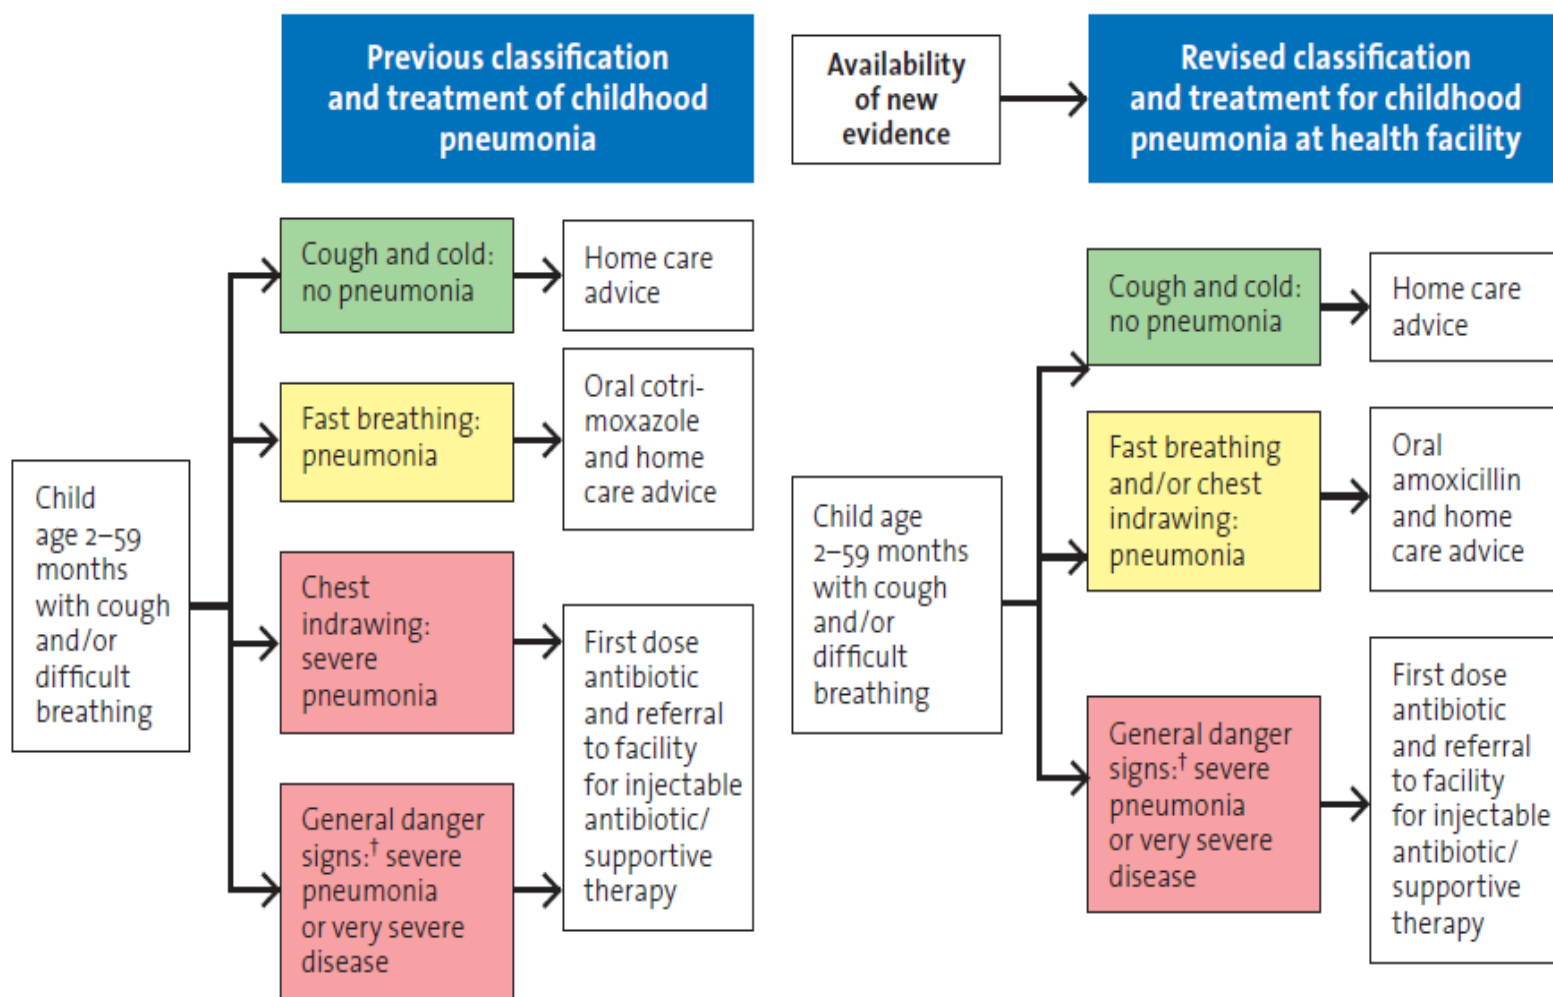 Previous classification
and treatment of childhood
pneumonia
Availability
of new
evidence
Revised classification
and treatment for childhood
pneumonia at health facility
Child
age 2–59
months
with cough
and/or
difficult
breathing
Cough and cold:
no pneumonia
Home care
advice
Fast breathing:
pneumonia
Oral cotri-
moxazole
and home
care advice
Chest
indrawing:
severe
pneumonia
General danger
signs:† severe
pneumonia
or very severe
disease
First dose
antibiotic
and referral
to facility
for injectable
antibiotic/
supportive
therapy
Child age
2–59 months
with cough
and/or
difficult
breathing
Cough and cold:
no pneumonia
Home care
advice
Fast breathing
and/or chest
indrawing:
pneumonia
Oral
amoxicillin
and home
care advice
General danger
signs:† severe
pneumonia
or very severe
disease
First dose
antibiotic
and referral
to facility
for injectable
antibiotic/
supportive
therapy